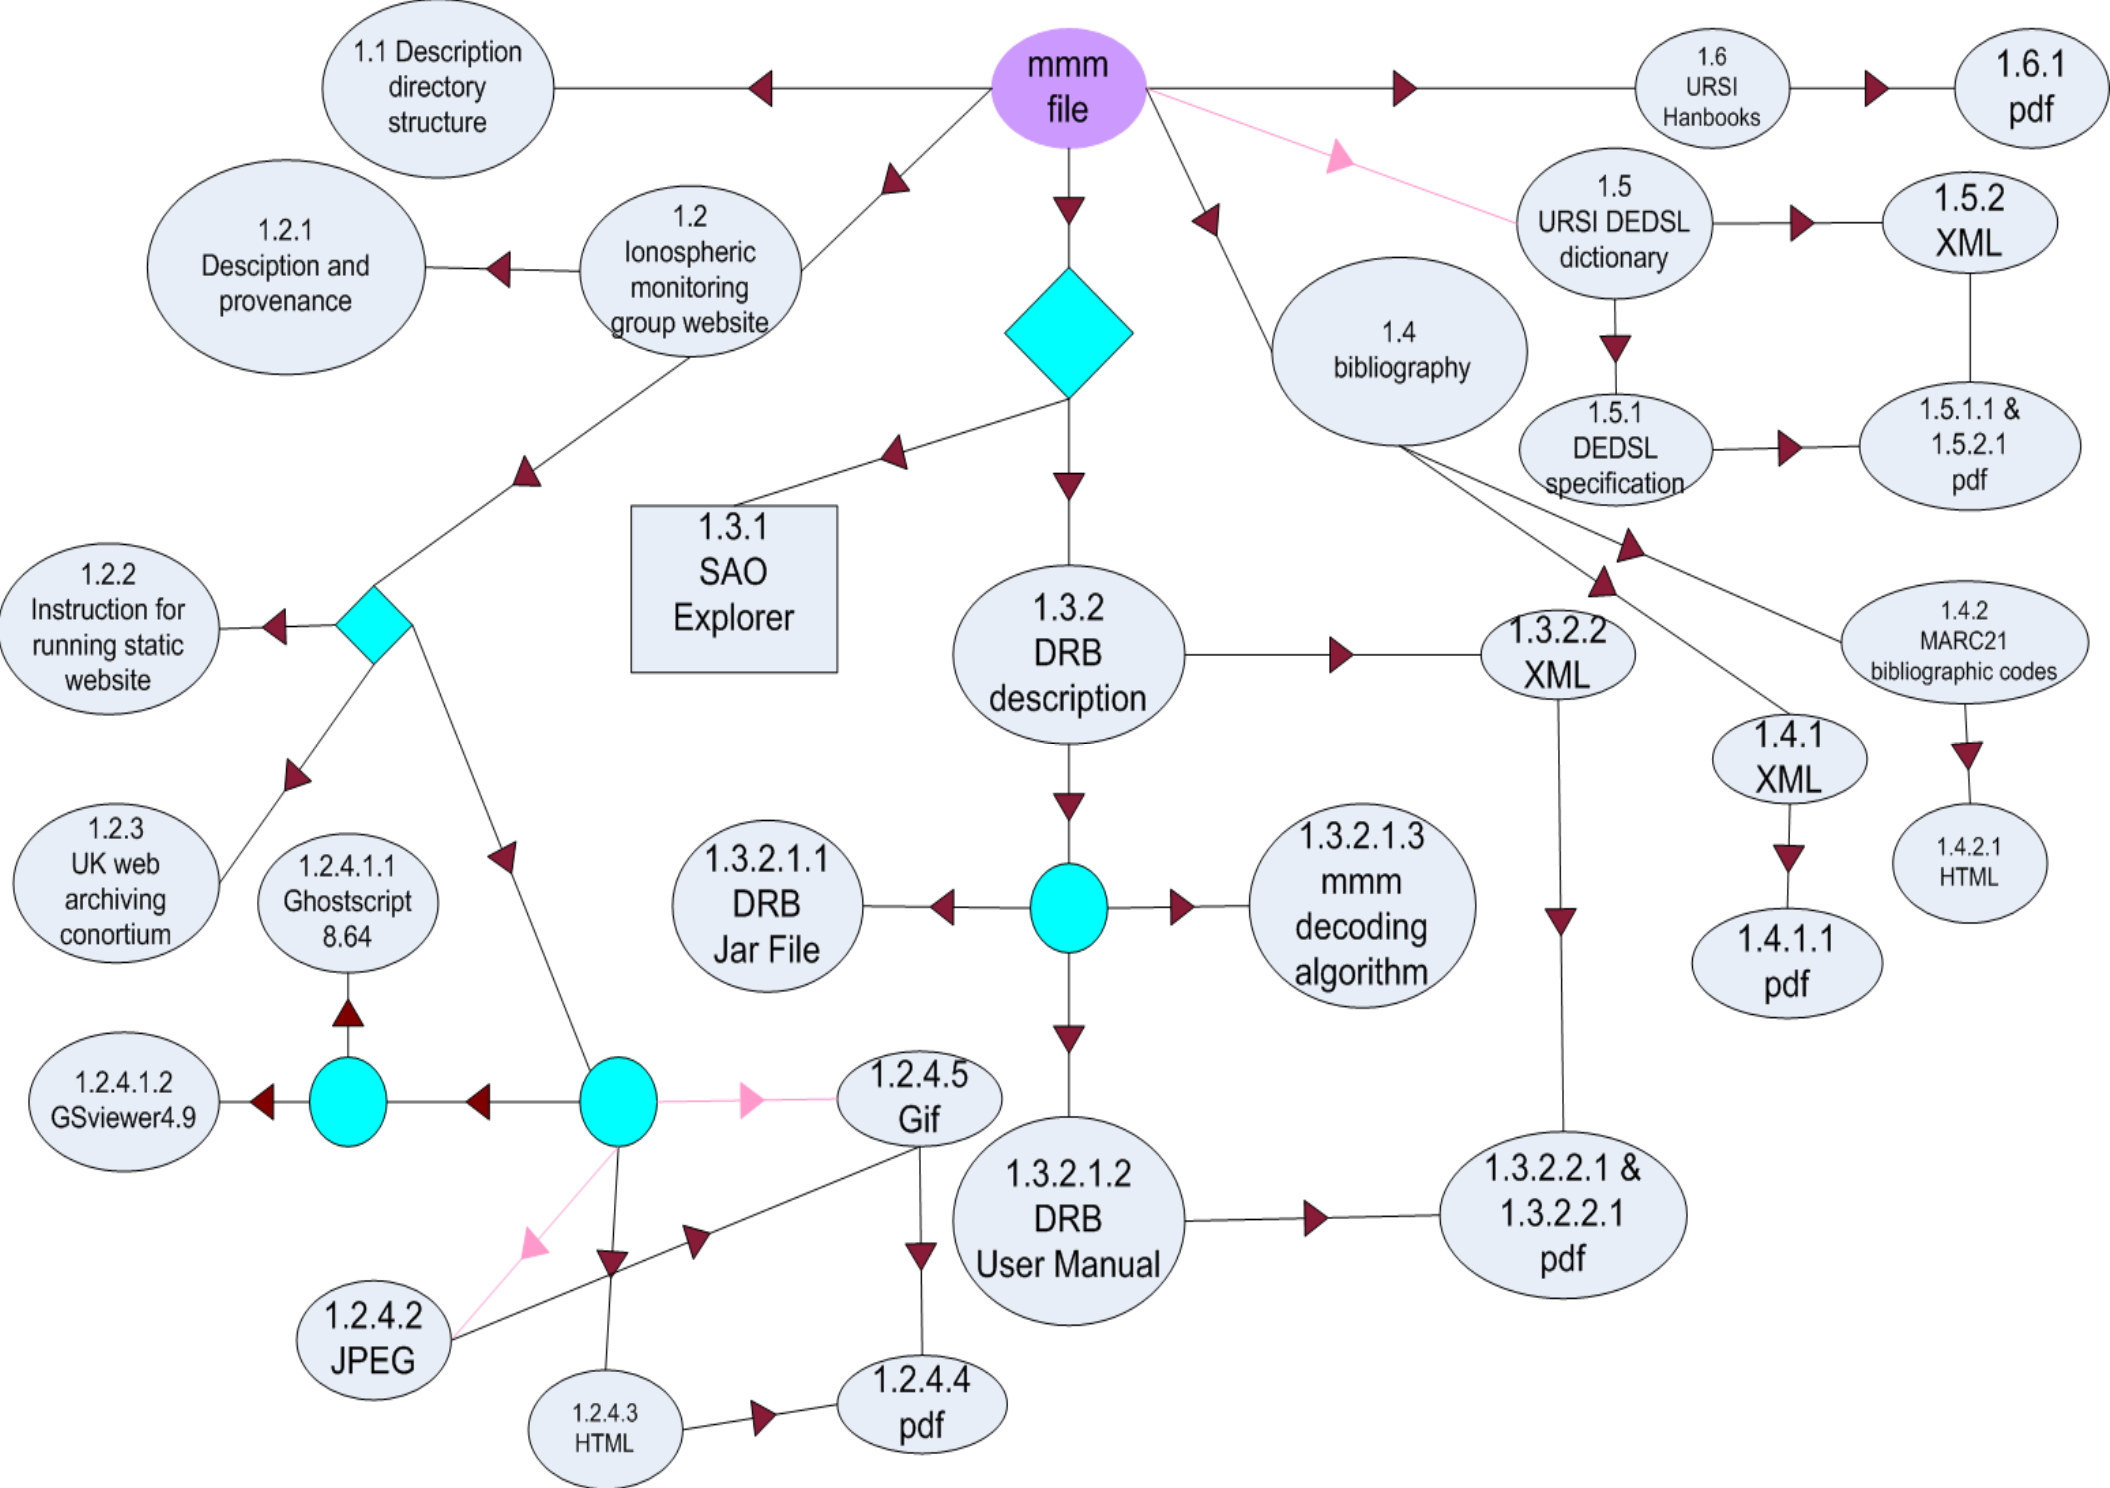 1.1 Description
directory
structure
mmm
file
1.6
URSI
Hanbooks
1.6.1
pdf
1.2.1
Desciption and
provenance
1.2
Ionospheric
monitoring
group website
1.5
URSI DEDSL
dictionary
1.5.2
XML
1.4
bibliography
1.5.1
DEDSL
specification
1.5.1.1 &
1.5.2.1
pdf
1.2.2
Instruction for
running static
website
1.3.1
SAO
Explorer
1.3.2
DRB
description
1.3.2.2
XML
1.4.2
MARC21
bibliographic codes
1.4.1
XML
1.2.3
UK web
archiving
conortium
1.2.4.1.1
Ghostscript
8.64
1.3.2.1.1
DRB
Jar File
1.3.2.1.3
mmm
decoding
algorithm
1.4.2.1
HTML
1.4.1.1
pdf
1.2.4.1.2
GSviewer4.9
1.2.4.5
Gif
1.3.2.1.2
DRB
User Manual
1.3.2.2.1 &
1.3.2.2.1
pdf
1.2.4.2
JPEG
1.2.4.3
HTML
1.2.4.4
pdf